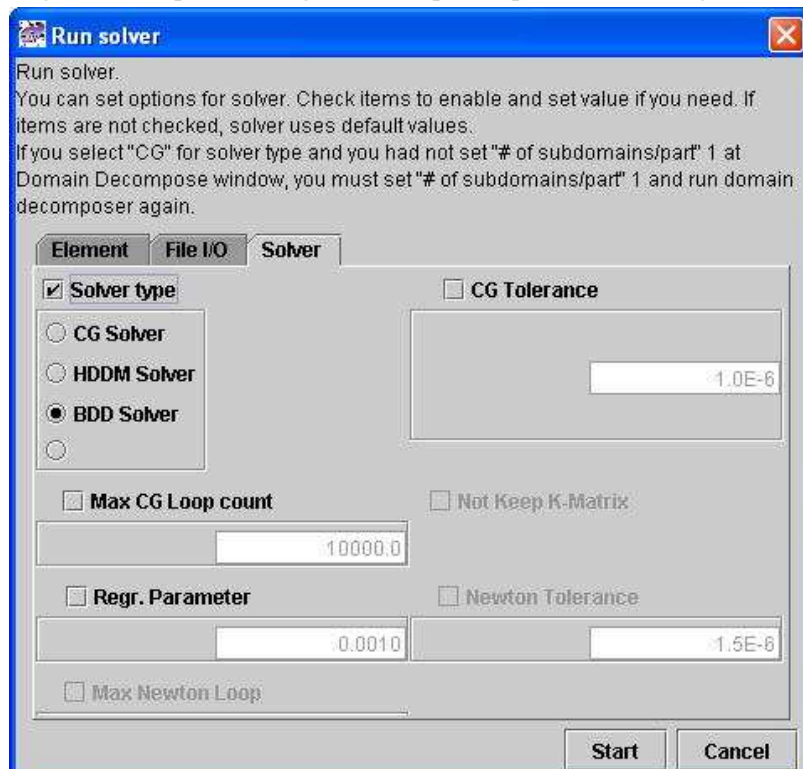 Run solver
Run solver.
You can set options for solver. Check items to enable and set value if you need. If
items are not checked, solver uses default values.
If you select "CG" for solver type and you had not set "# of subdomains/part" 1 at
Domain Decompose window, you must set "# of subdomains/part" 1 and run domain
decomposer again.
Element File I/O Solver
Solver type CG Tolerance
CG Solver
HDDM Solver 1.0E-6
BDD Solver
Max CG Loop count Not Keep K-Matrix
10000.0
Regr. Parameter Newton Tolerance
0.0010 1.5E-6
Max Newton Loop
Start Cancel